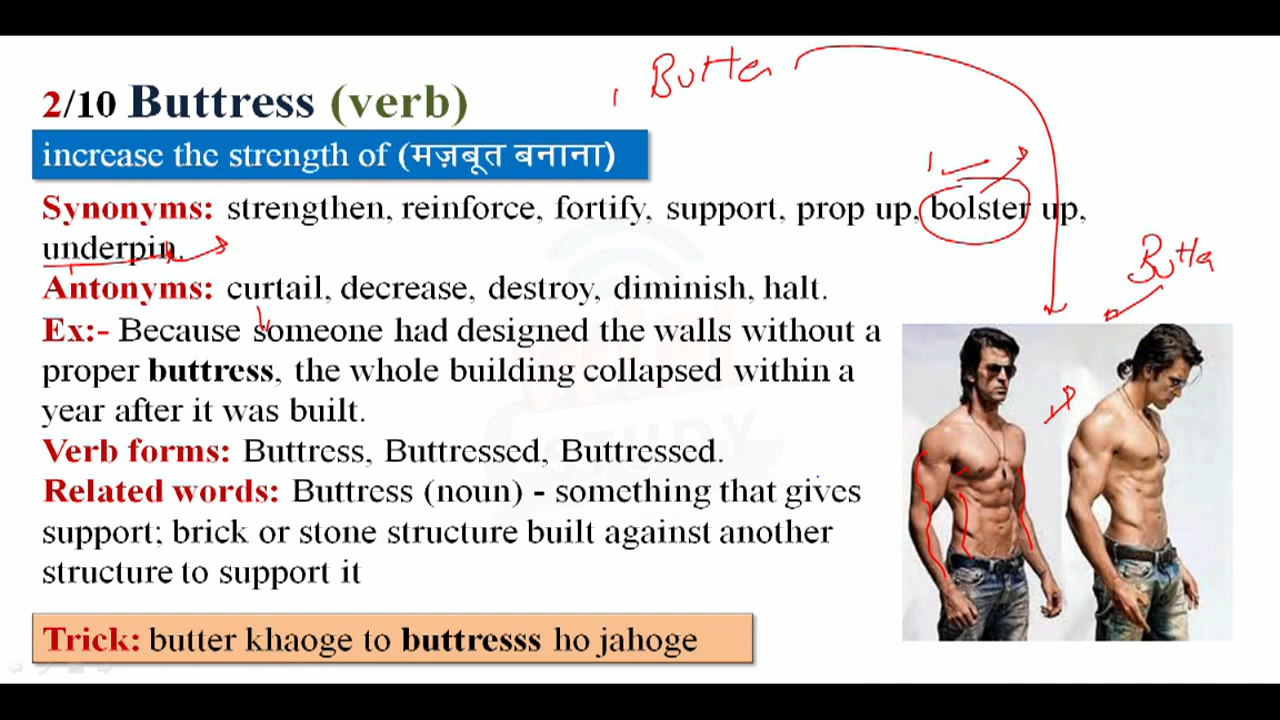 Butter
2/10 Buttress (verb)
increase the strength of (मज़बूत बनाना)
Synonyms: strengthen, reinforce, fortify, support, prop up, bolster up,
underpin.
Butter
Antonyms: curtail, decrease, destroy, diminish, halt.
Ex:- Because someone had designed the walls without a
proper buttress, the whole building collapsed within a
year after it was built.
STUDY
Verb forms: Buttress, Buttressed, Buttressed.
Related words: Buttress (noun) - something that gives
support; brick or stone structure built against another
structure to support it
Trick: butter khaoge to buttresss ho jahoge